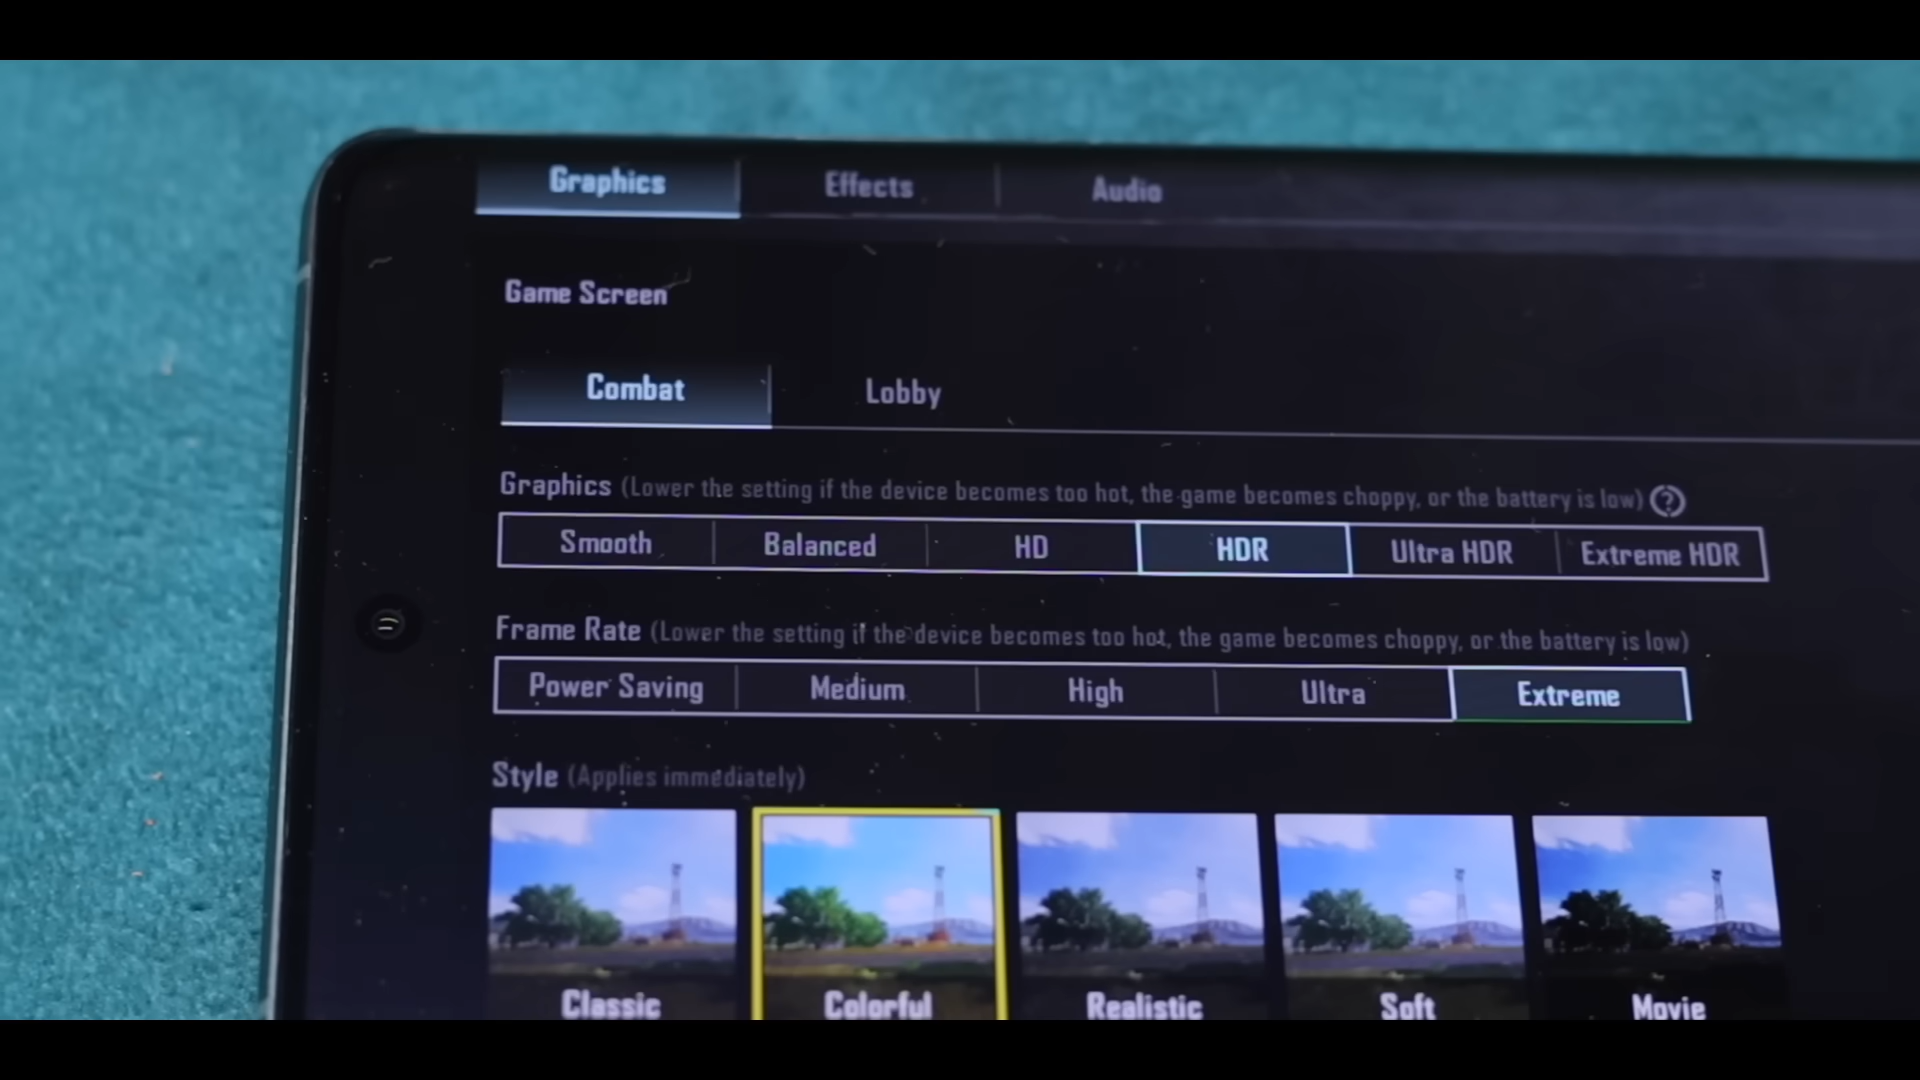 Graphics Effects Audio
Game Screen
Combat Lobby
Graphics (Lower the setting if the device becomes too hot, the game becomes choppy, or the battery is low) ?
Smooth Balanced HD HDR Ultra HDR Extreme HDR
Frame Rate (Lower the setting if the device becomes too hot, the game becomes choppy, or the battery is low)
Power Saving Medium High Ultra Extreme
Style (Applies immediately)
Classic Colorful Realistic Soft Movie